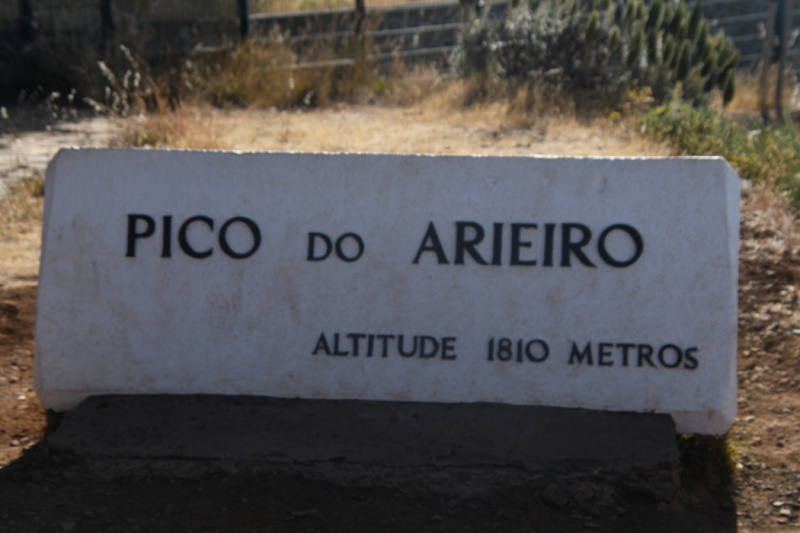 PICO DO ARIEIRO
ALTITUDE 1810 METROS